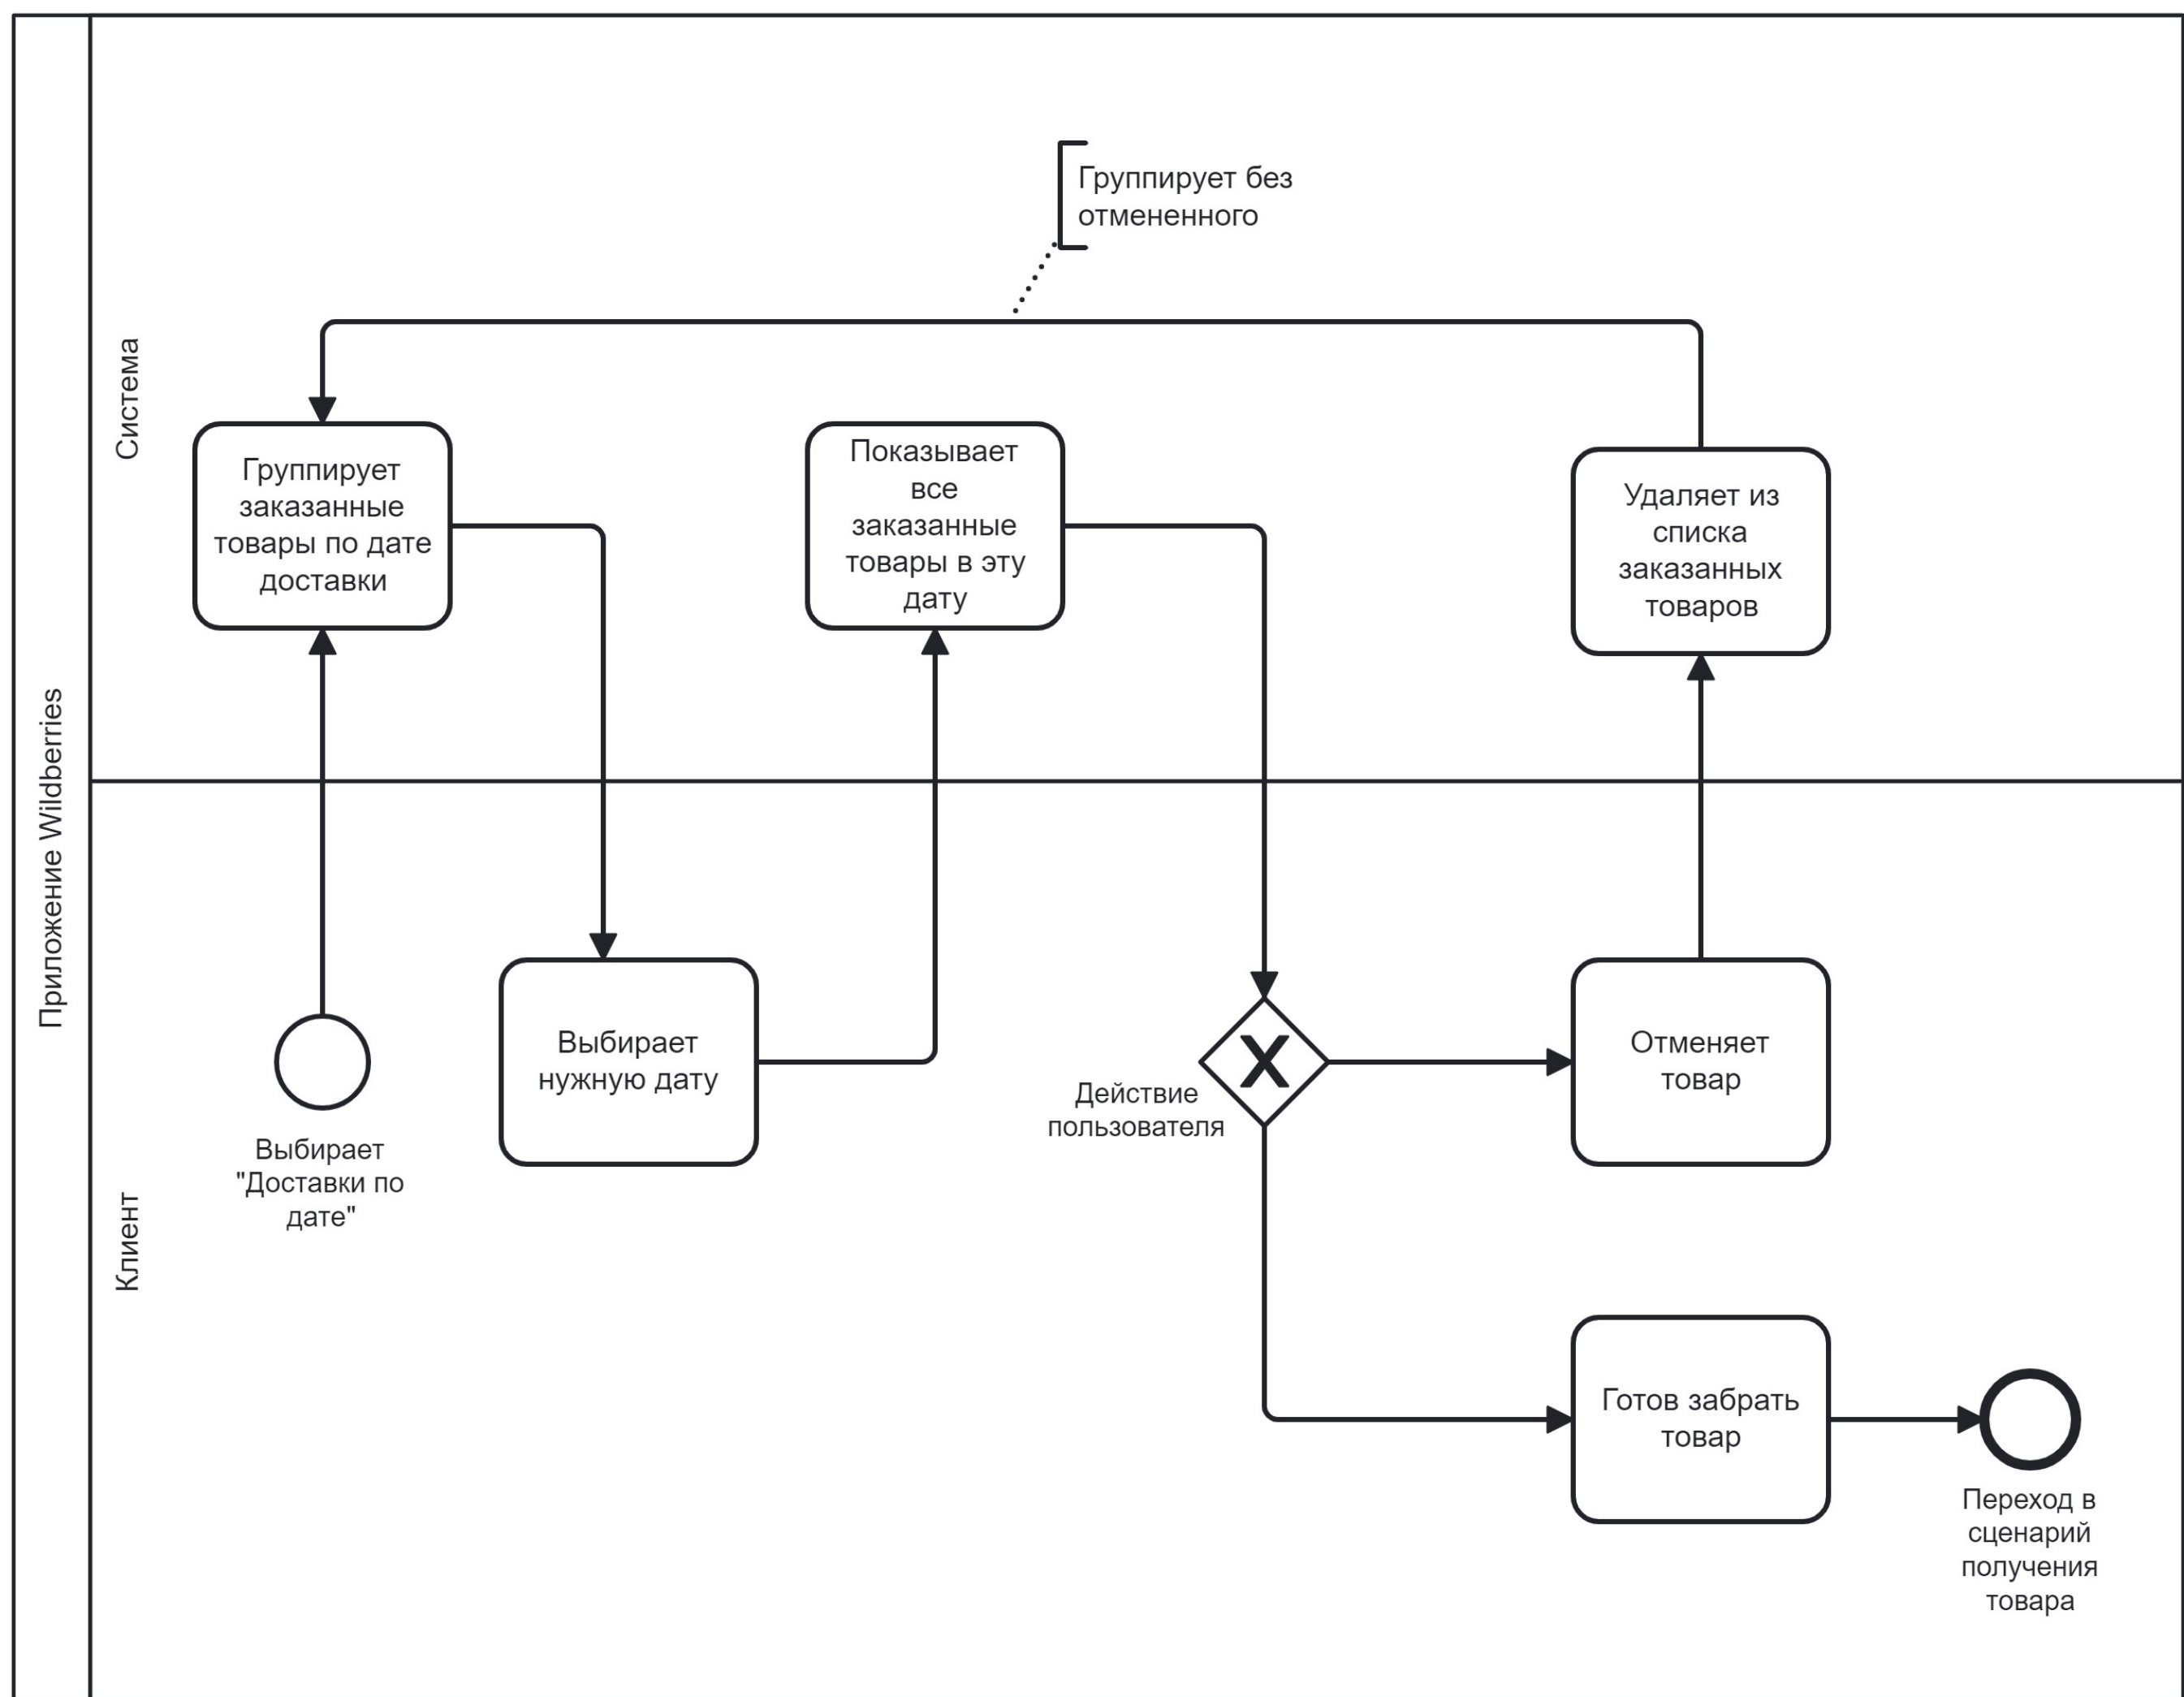 Приложение Wildberries
Система
Группирует без
отмененного
Группирует
заказанные
товары по дате
доставки
Показывает
все
заказанные
товары в эту
дату
Удаляет из
списка
заказанных
товаров
Клиент
Выбирает
"Доставки по
дате"
Выбирает
нужную дату
Действие
пользователя
X
Отменяет
товар
Готов забрать
товар
Переход в
сценарий
получения
товара